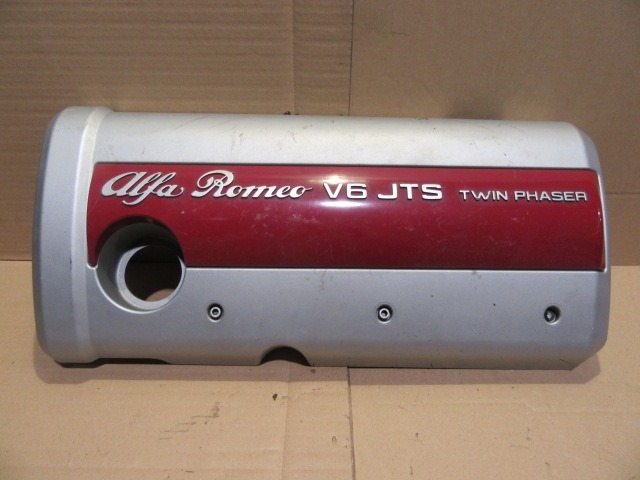 Alfa Romeo V6 JTS TWIN PHASER